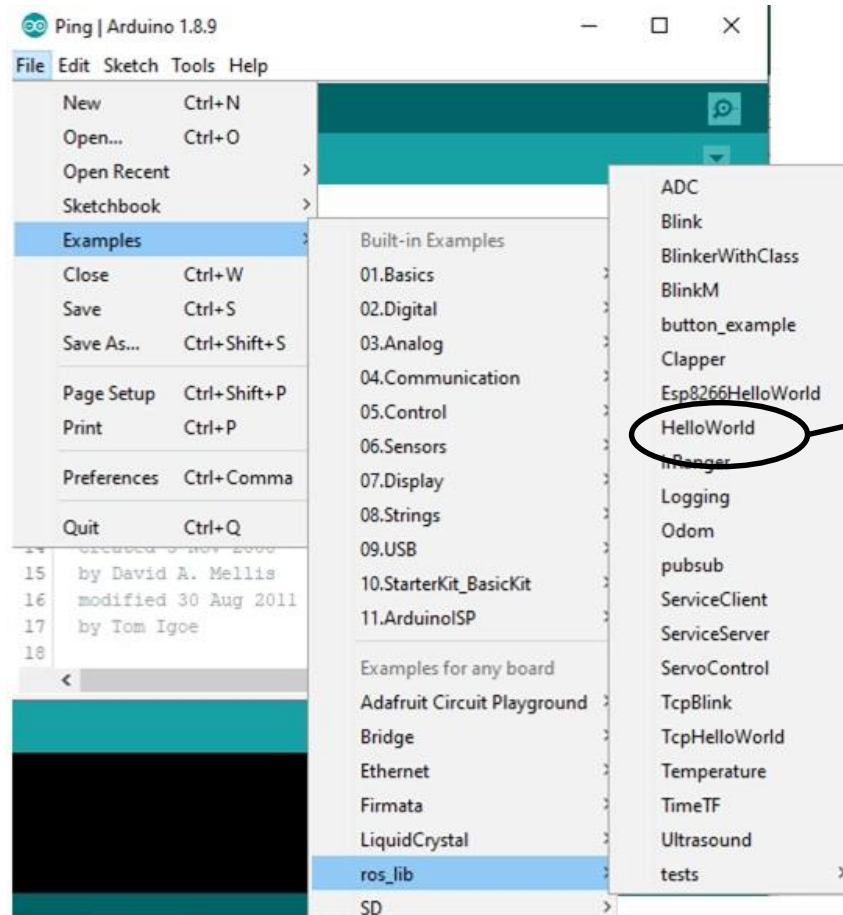 Ping | Arduino 1.8.9
File Edit Sketch Tools Help
New Ctrl+N
Open... Ctrl+O
Open Recent
Sketchbook
Examples
Close Ctrl+W
Save Ctrl+S
Save As... Ctrl+Shift+S
Page Setup Ctrl+Shift+P
Print Ctrl+P
Preferences Ctrl+Comma
Quit Ctrl+Q
15 by David A. Mellis
16 modified 30 Aug 2011
17 by Tom Igoe
18
Built-in Examples
01.Basics
02.Digital
03.Analog
04.Communication
05.Control
06.Sensors
07.Display
08.Strings
09.USB
10.StarterKit_BasicKit
11.ArduinoISP
Examples for any board
Adafruit Circuit Playground
Bridge
Ethernet
Firmata
LiquidCrystal
ros_lib
SD
ADC
Blink
BlinkerWithClass
BlinkM
button_example
Clapper
Esp8266HelloWorld
HelloWorld
IrRanger
Logging
Odom
pubsub
ServiceClient
ServiceServer
ServoControl
TcpBlink
TcpHelloWorld
Temperature
TimeTF
Ultrasound
tests